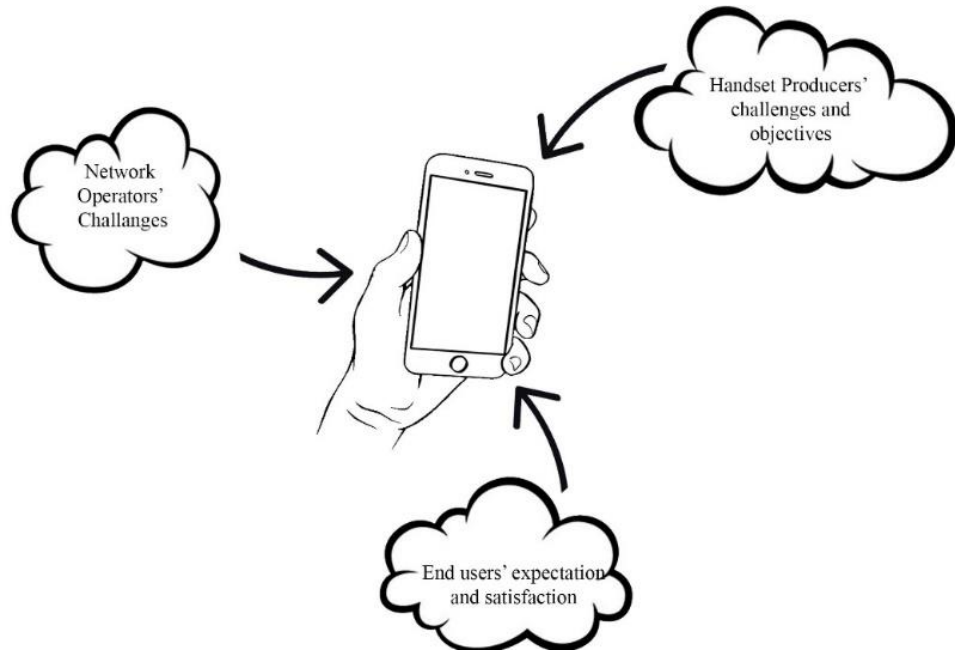 Handset Producers'
challenges and
objectives
Network
Operators'
Challanges
End users' expectation
and satisfaction